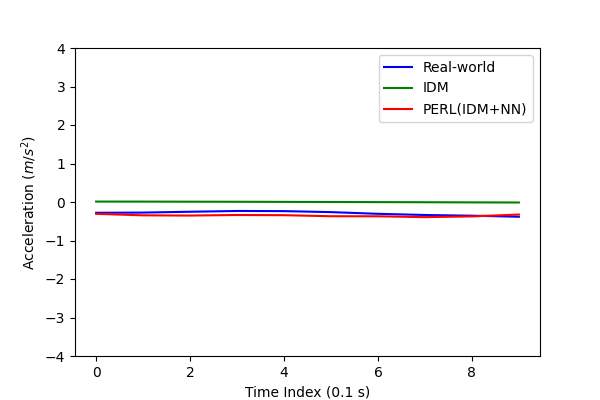 Real-world
IDM
PERL(IDM+NN)
4
3
2
1
0
−1
−2
−3
−4
Acceleration (m/s²)
0 2 4 6 8
Time Index (0.1 s)